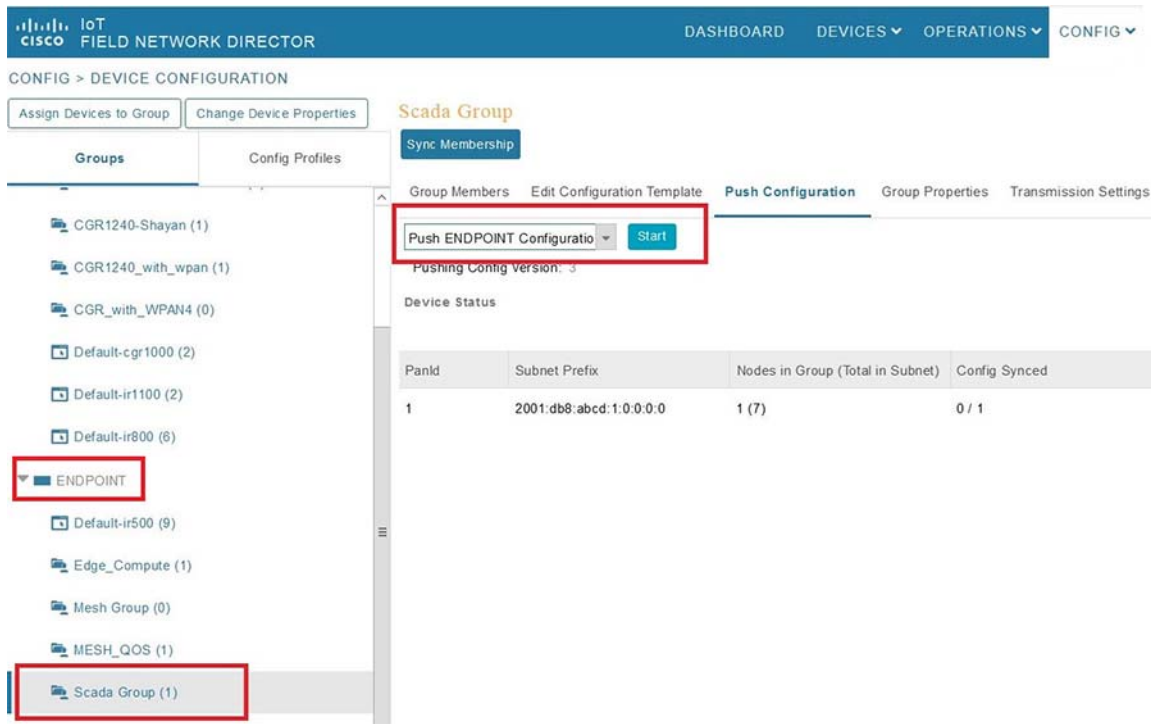 CISCO IoT FIELD NETWORK DIRECTOR
DASHBOARD DEVICES OPERATIONS CONFIG
CONFIG > DEVICE CONFIGURATION
Assign Devices to Group Change Device Properties
Groups Config Profiles
CGR1240-Shayan (1)
CGR1240_with_wpan (1)
CGR_with_WPAN4 (0)
Default-cgr1000 (2)
Default-ir1100 (2)
Default-ir800 (6)
ENDPOINT
Default-ir500 (9)
Edge_Compute (1)
Mesh Group (0)
MESH_QOS (1)
Scada Group (1)
Scada Group
Sync Membership
Group Members Edit Configuration Template Push Configuration Group Properties Transmission Settings
Push ENDPOINT Configuratio Start
Pushing Config Version: 3
Device Status
PanId Subnet Prefix Nodes in Group (Total in Subnet) Config Synced
1 2001:db8:abcd:1:0:0:0:0 1 (7) 0 / 1